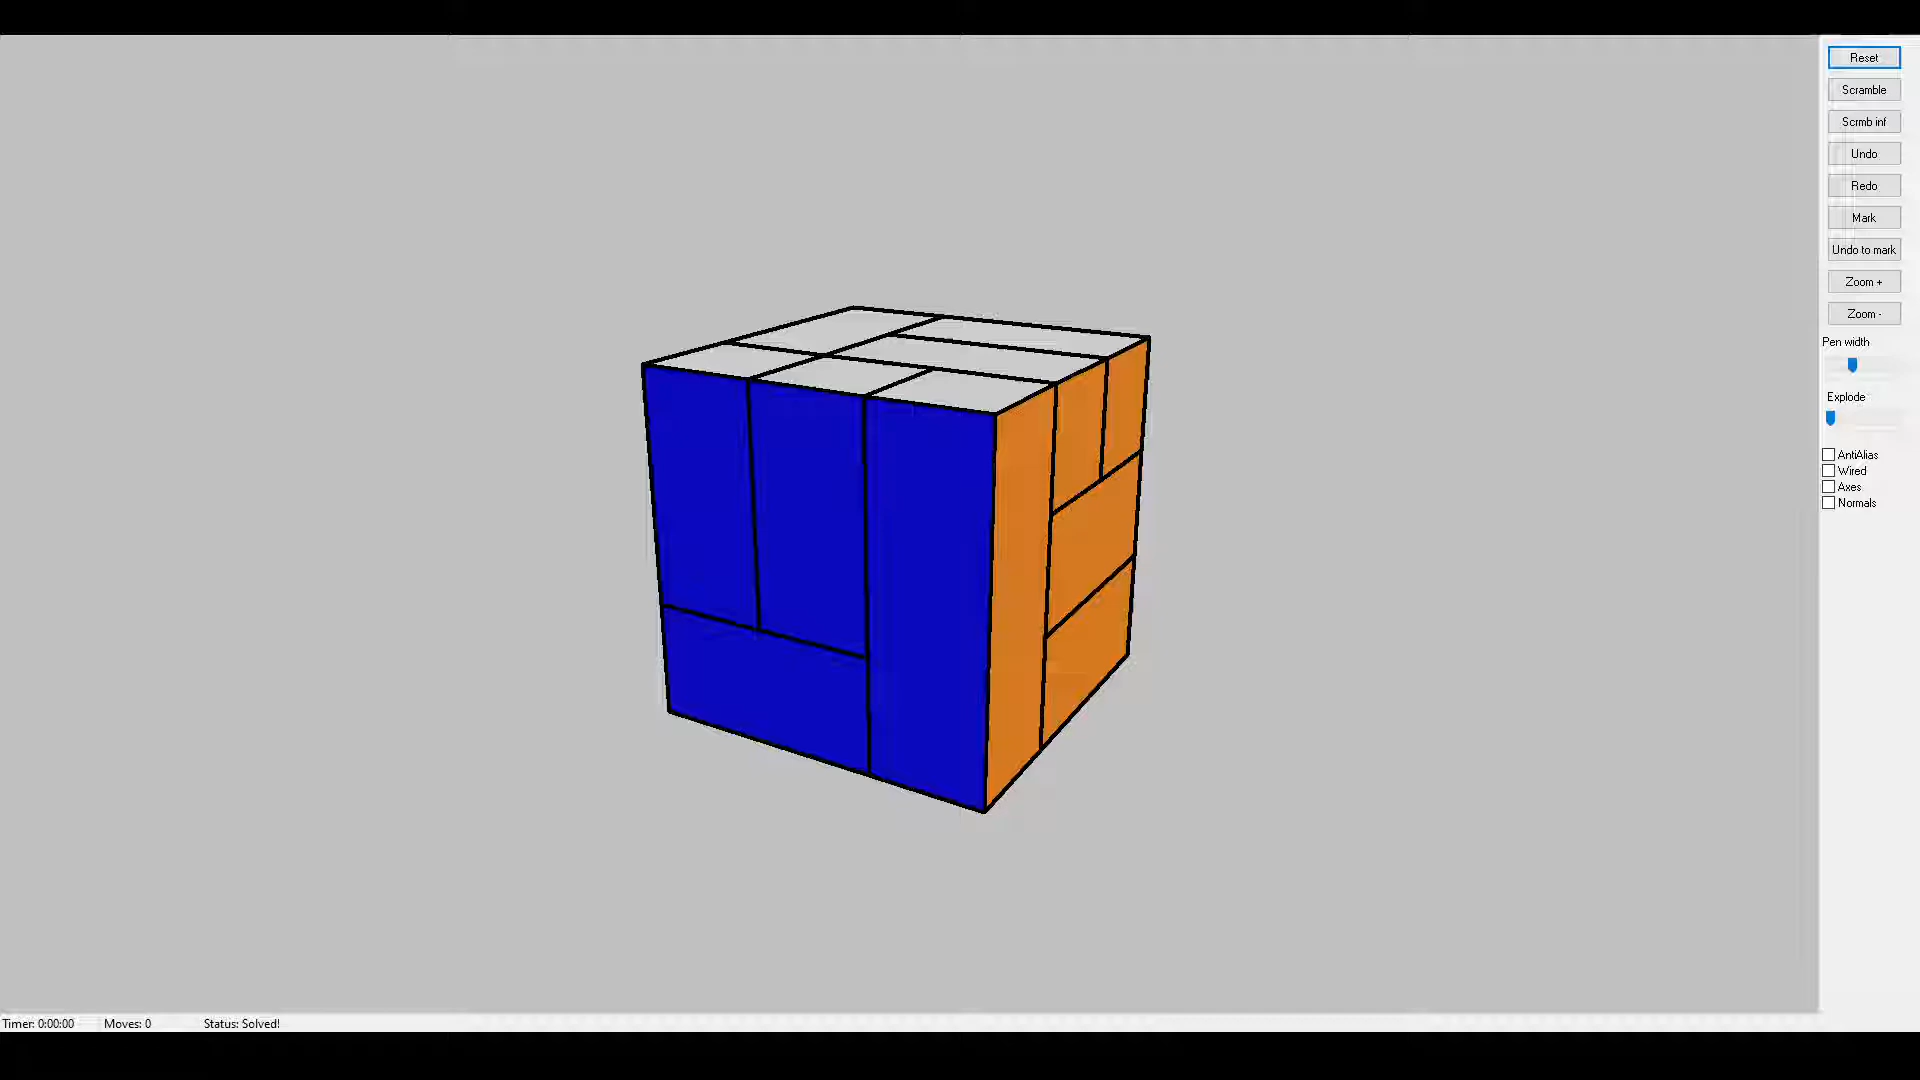 Reset
Scramble
Scrmb inf
Undo
Redo
Mark
Undo to mark
Zoom +
Zoom -
Pen width
Explode
AntiAlias
Wired
Axes
Normals
Timer: 0:00:00 Moves: 0 Status: Solved!